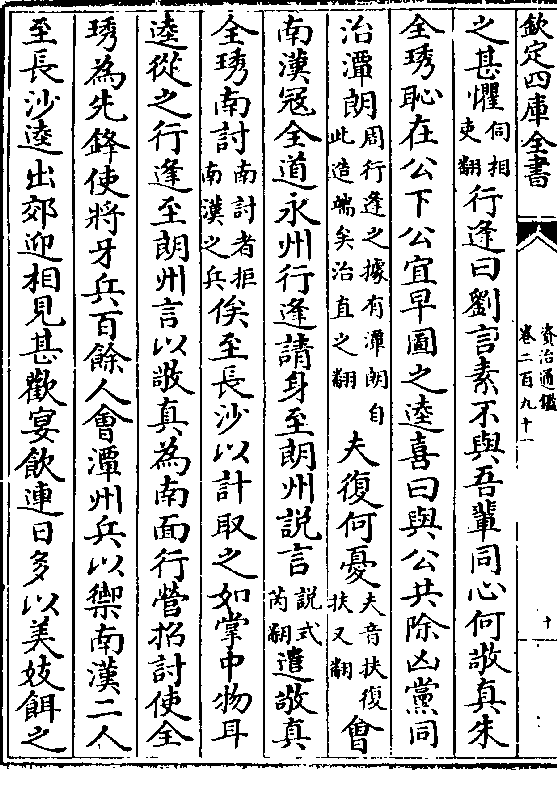 欽定四庫全書
資治通鑑
卷二百九十一
十
之甚懼伺相吏翻行逢曰劉言素不與吾輩同心何敬真朱
全琇恥在公下公宜早圖之逵喜曰與公共除凶黨同
治潭朗周行逢之據有潭朗自此造端矣治直之翻夫復何憂夫音扶復扶又翻會
南漢冦全道永州行逢請身至朗州說言說式芮翻遣敬真
全琇南討南討者拒南漢之兵俟至長沙以計取之如掌中物耳
逵從之行逢至朗州言以敬真為南面行營招討使全
琇為先鋒使將牙兵百餘人會潭州兵以禦南漢二人
至長沙逵出郊迎相見甚歡宴飲連日多以美妓餌之